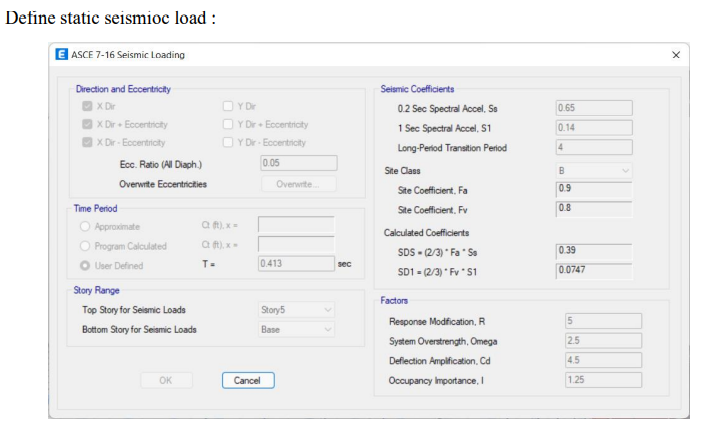 Define static seismioc load :
E ASCE 7-16 Seismic Loading
Direction and Eccentricity
X Dir Y Dir
X Dir + Eccentricity Y Dir + Eccentricity
X Dir - Eccentricity Y Dir - Eccentricity
Ecc. Ratio (All Diaph.) 0.05
Overwrite Eccentricities Overwrite...
Time Period
Approximate Ct (ft), x =
Program Calculated Ct (ft), x =
User Defined T = 0.413 sec
Story Range
Top Story for Seismic Loads Story5
Bottom Story for Seismic Loads Base
OK Cancel
Seismic Coefficients
0.2 Sec Spectral Accel, Ss 0.65
1 Sec Spectral Accel, S1 0.14
Long-Period Transition Period 4
Site Class B
Site Coefficient, Fa 0.9
Site Coefficient, Fv 0.8
Calculated Coefficients
SDS = (2/3) * Fa * Ss 0.39
SD1 = (2/3) * Fv * S1 0.0747
Factors
Response Modification, R 5
System Overstrength, Omega 2.5
Deflection Amplification, Cd 4.5
Occupancy Importance, I 1.25